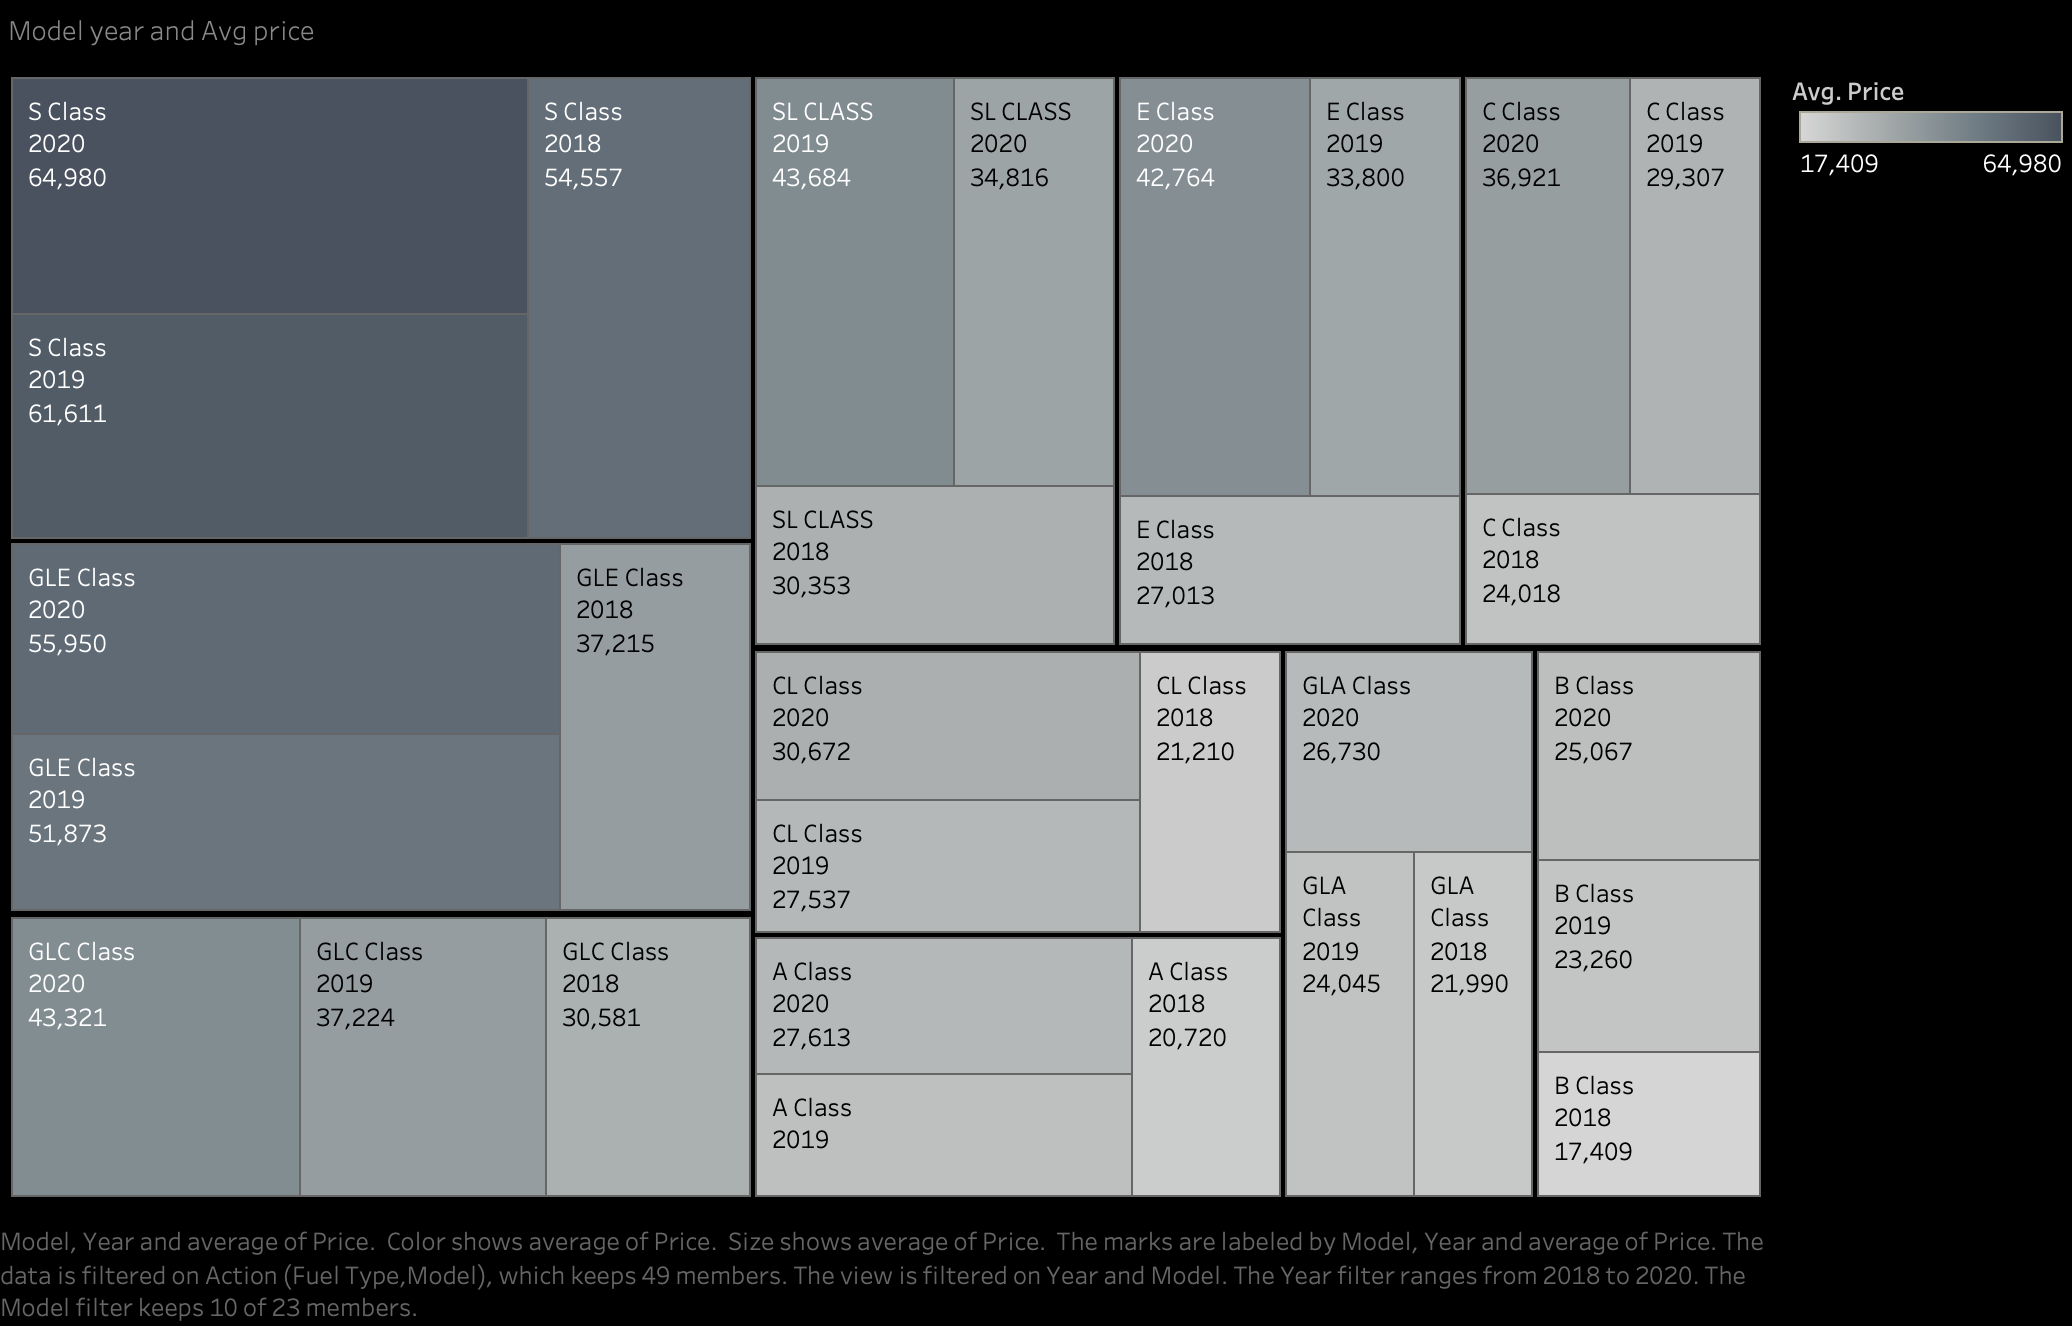 Model year and Avg price
S Class
2020
64,980
S Class
2018
54,557
S Class
2019
61,611
GLE Class
2020
55,950
GLE Class
2018
37,215
GLE Class
2019
51,873
GLC Class
2020
43,321
GLC Class
2019
37,224
GLC Class
2018
30,581
SL CLASS
2019
43,684
SL CLASS
2020
34,816
SL CLASS
2018
30,353
E Class
2020
42,764
E Class
2019
33,800
E Class
2018
27,013
C Class
2020
36,921
C Class
2019
29,307
C Class
2018
24,018
CL Class
2020
30,672
CL Class
2018
21,210
CL Class
2019
27,537
A Class
2020
27,613
A Class
2018
20,720
A Class
2019
GLA Class
2020
26,730
GLA
Class
2019
24,045
GLA
Class
2018
21,990
B Class
2020
25,067
B Class
2019
23,260
B Class
2018
17,409
Avg. Price
17,409 64,980
Model, Year and average of Price. Color shows average of Price. Size shows average of Price. The marks are labeled by Model, Year and average of Price. The
data is filtered on Action (Fuel Type,Model), which keeps 49 members. The view is filtered on Year and Model. The Year filter ranges from 2018 to 2020. The
Model filter keeps 10 of 23 members.